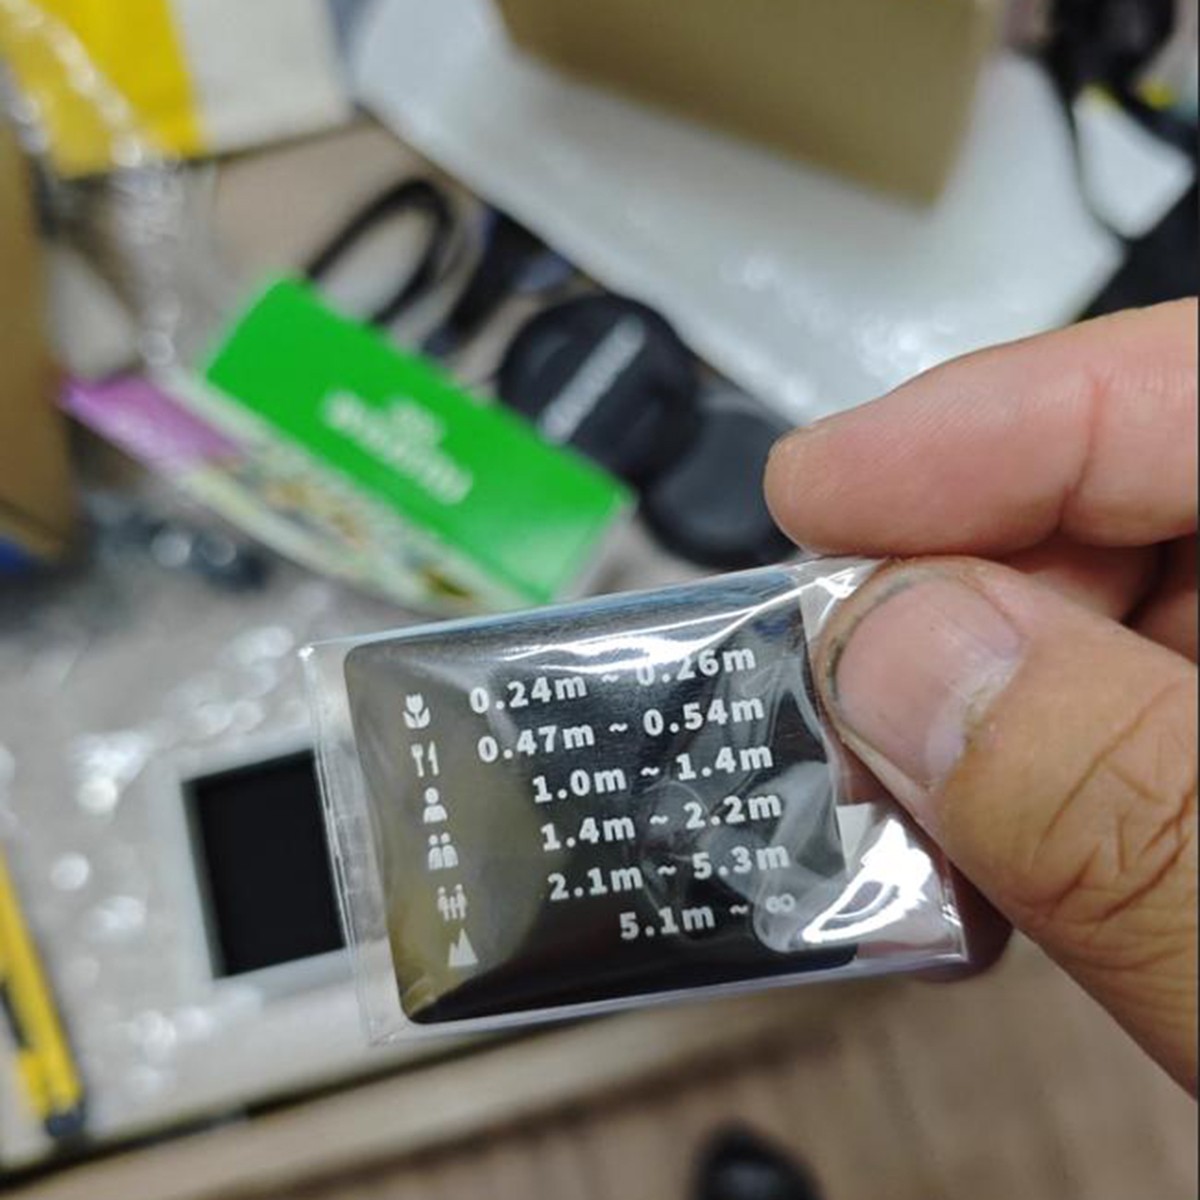 0.24m ~ 0.26m
0.47m ~ 0.54m
1.0m ~ 1.4m
1.4m ~ 2.2m
2.1m ~ 5.3m
5.1m ~ ∞